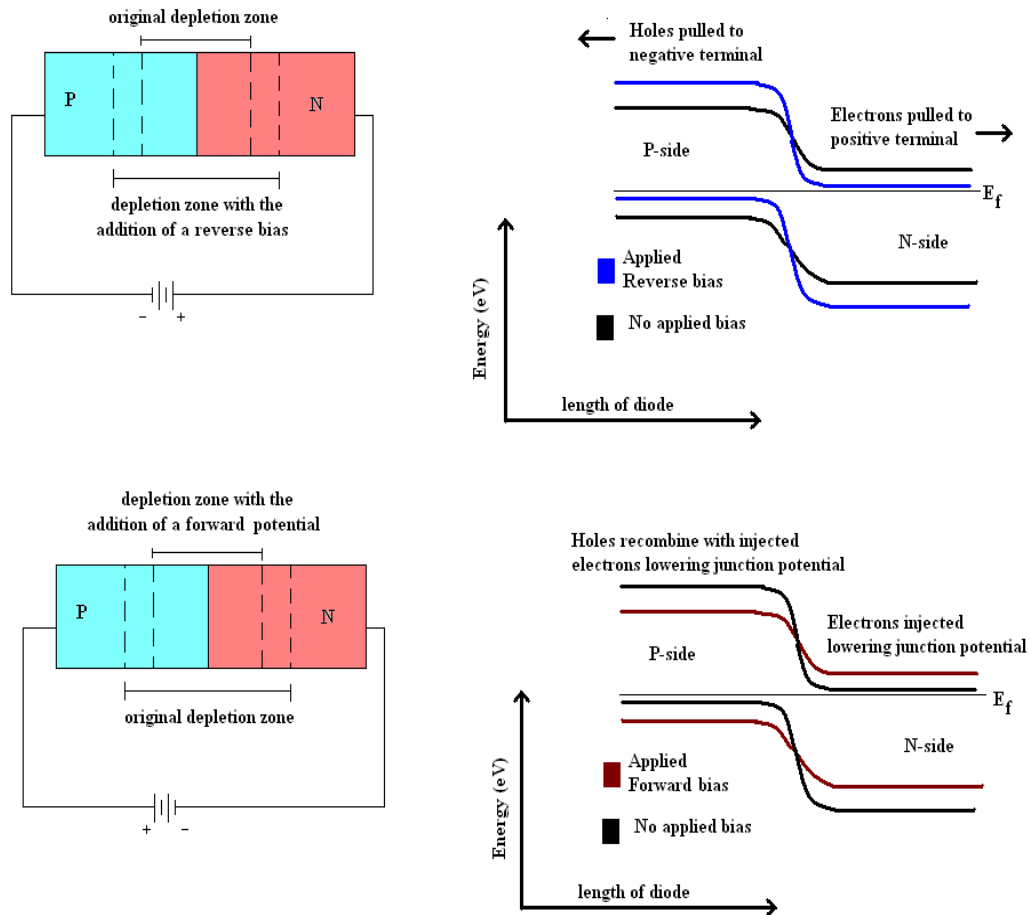 original depletion zone
P
N
depletion zone with the
addition of a reverse bias
− +
Holes pulled to
negative terminal
Electrons pulled to
positive terminal
P-side
E_f
N-side
Applied
Reverse bias
No applied bias
Energy (eV)
length of diode
depletion zone with the
addition of a forward potential
P
N
original depletion zone
+ −
Holes recombine with injected
electrons lowering junction potential
Electrons injected
lowering junction potential
P-side
E_f
N-side
Applied
Forward bias
No applied bias
Energy (eV)
length of diode